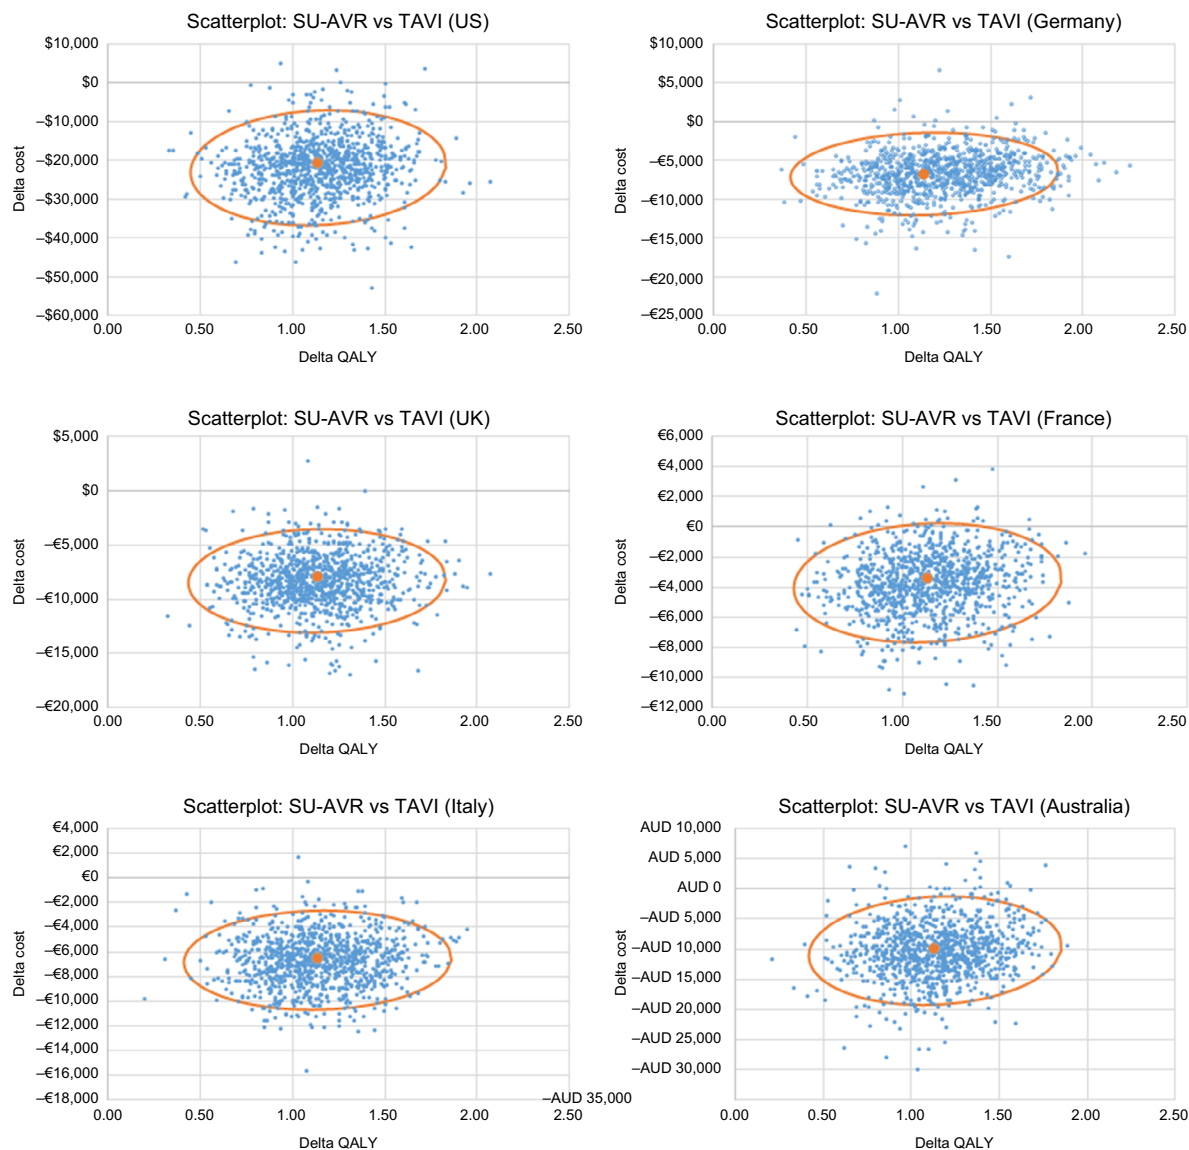 Scatterplot: SU-AVR vs TAVI (US)
$10,000
$0
–$10,000
–$20,000
–$30,000
–$40,000
–$50,000
–$60,000
Delta cost
0.00 0.50 1.00 1.50 2.00 2.50
Delta QALY
Scatterplot: SU-AVR vs TAVI (Germany)
$10,000
$5,000
$0
–€5,000
–€10,000
–€15,000
–€20,000
–€25,000
Delta cost
0.00 0.50 1.00 1.50 2.00 2.50
Delta QALY
Scatterplot: SU-AVR vs TAVI (UK)
$5,000
$0
–€5,000
–€10,000
–€15,000
–€20,000
Delta cost
0.00 0.50 1.00 1.50 2.00 2.50
Delta QALY
Scatterplot: SU-AVR vs TAVI (France)
€6,000
€4,000
€2,000
€0
–€2,000
–€4,000
–€6,000
–€8,000
–€10,000
–€12,000
Delta cost
0.00 0.50 1.00 1.50 2.00 2.50
Delta QALY
Scatterplot: SU-AVR vs TAVI (Italy)
€4,000
€2,000
€0
–€2,000
–€4,000
–€6,000
–€8,000
–€10,000
–€12,000
–€14,000
–€16,000
–€18,000
Delta cost
0.00 0.50 1.00 1.50 2.00 2.50
Delta QALY
Scatterplot: SU-AVR vs TAVI (Australia)
AUD 10,000
AUD 5,000
AUD 0
–AUD 5,000
–AUD 10,000
–AUD 15,000
–AUD 20,000
–AUD 25,000
–AUD 30,000
–AUD 35,000
Delta cost
0.00 0.50 1.00 1.50 2.00 2.50
Delta QALY